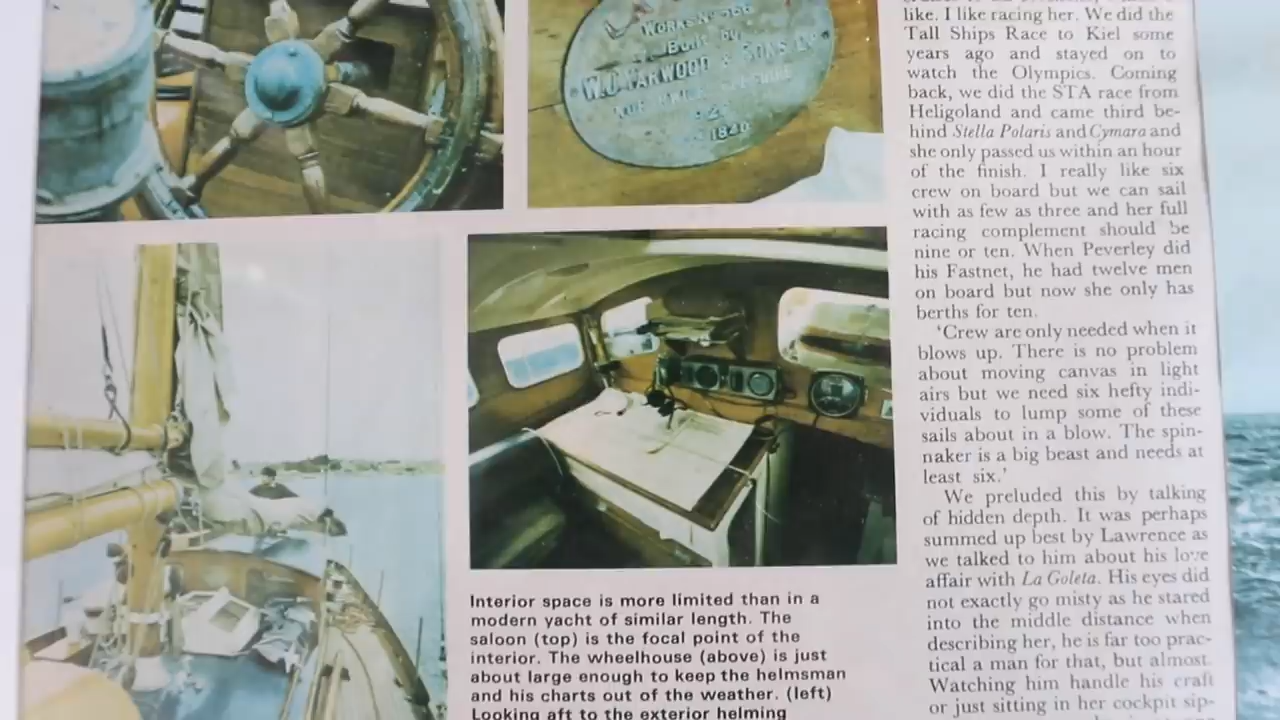 WORKS No 566
Built by
W.J. YARWOOD & SONS LD
1840
Interior space is more limited than in a
modern yacht of similar length. The
saloon (top) is the focal point of the
interior. The wheelhouse (above) is just
about large enough to keep the helmsman
and his charts out of the weather. (left)
Looking aft to the exterior helming
like. I like racing her. We did the
Tall Ships Race to Kiel some
years ago and stayed on to
watch the Olympics. Coming
back, we did the STA race from
Heligoland and came third be-
hind Stella Polaris and Cymara and
she only passed us within an hour
of the finish. I really like six
crew on board but we can sail
with as few as three and her full
racing complement should be
nine or ten. When Peverley did
his Fastnet, he had twelve men
on board but now she only has
berths for ten.
'Crew are only needed when it
blows up. There is no problem
about moving canvas in light
airs but we need six hefty indi-
viduals to lump some of these
sails about in a blow. The spin-
naker is a big beast and needs at
least six.'
We preluded this by talking
of hidden depth. It was perhaps
summed up best by Lawrence as
we talked to him about his love
affair with La Goleta. His eyes did
not exactly go misty as he stared
into the middle distance when
describing her, he is far too prac-
tical a man for that, but almost.
Watching him handle his craft
or just sitting in her cockpit sip-